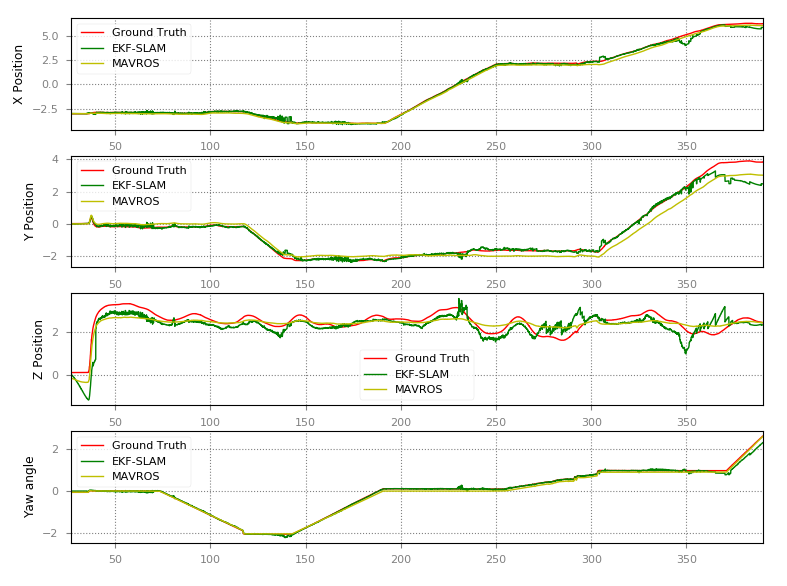 X Position
5.0
2.5
0.0
−2.5
Ground Truth
EKF-SLAM
MAVROS
50 100 150 200 250 300 350
Y Position
4
2
0
−2
Ground Truth
EKF-SLAM
MAVROS
50 100 150 200 250 300 350
Z Position
2
0
Ground Truth
EKF-SLAM
MAVROS
50 100 150 200 250 300 350
Yaw angle
2
0
−2
Ground Truth
EKF-SLAM
MAVROS
50 100 150 200 250 300 350